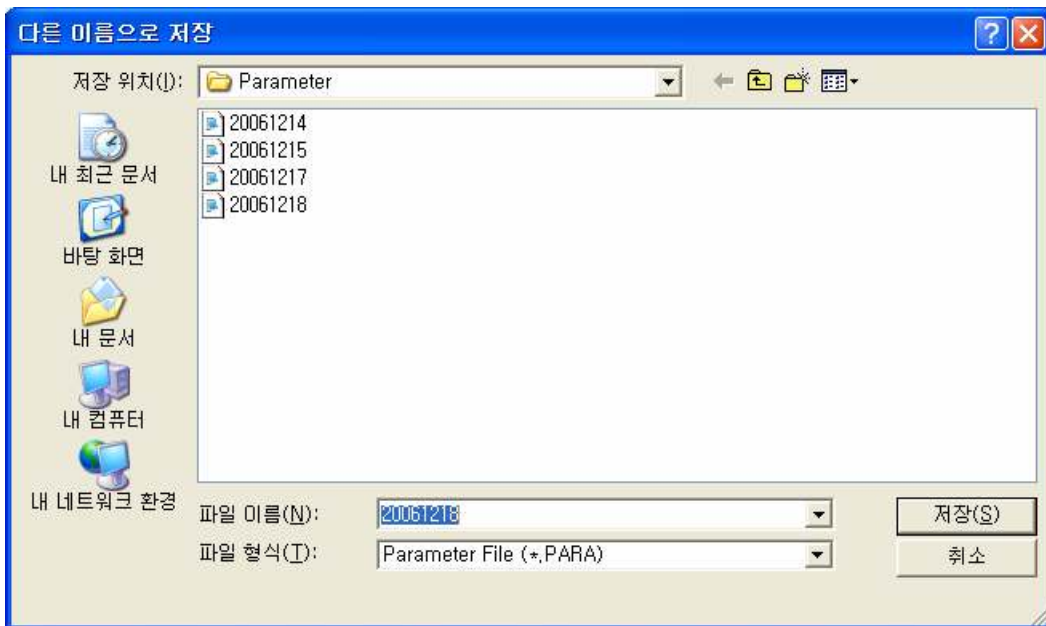 다른 이름으로 저장
저장 위치(I): Parameter
20061214
20061215
20061217
20061218
내 최근 문서
바탕 화면
내 문서
내 컴퓨터
내 네트워크 환경
파일 이름(N): 20061218 저장(S)
파일 형식(T): Parameter File (*.PARA) 취소